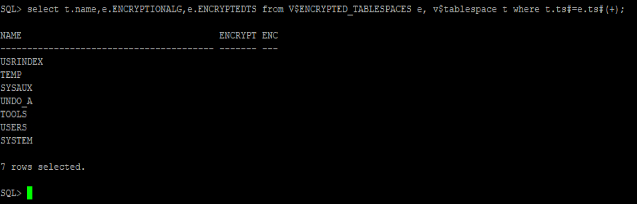 SQL> select t.name,e.ENCRYPTIONALG,e.ENCRYPTEDTS from V$ENCRYPTED_TABLESPACES e, v$tablespace t where t.ts#=e.ts#(+);
NAME ENCRYPT ENC
---------------------------------------- ------- ---
USRINDEX
TEMP
SYSAUX
UNDO_A
TOOLS
USERS
SYSTEM
7 rows selected.
SQL>